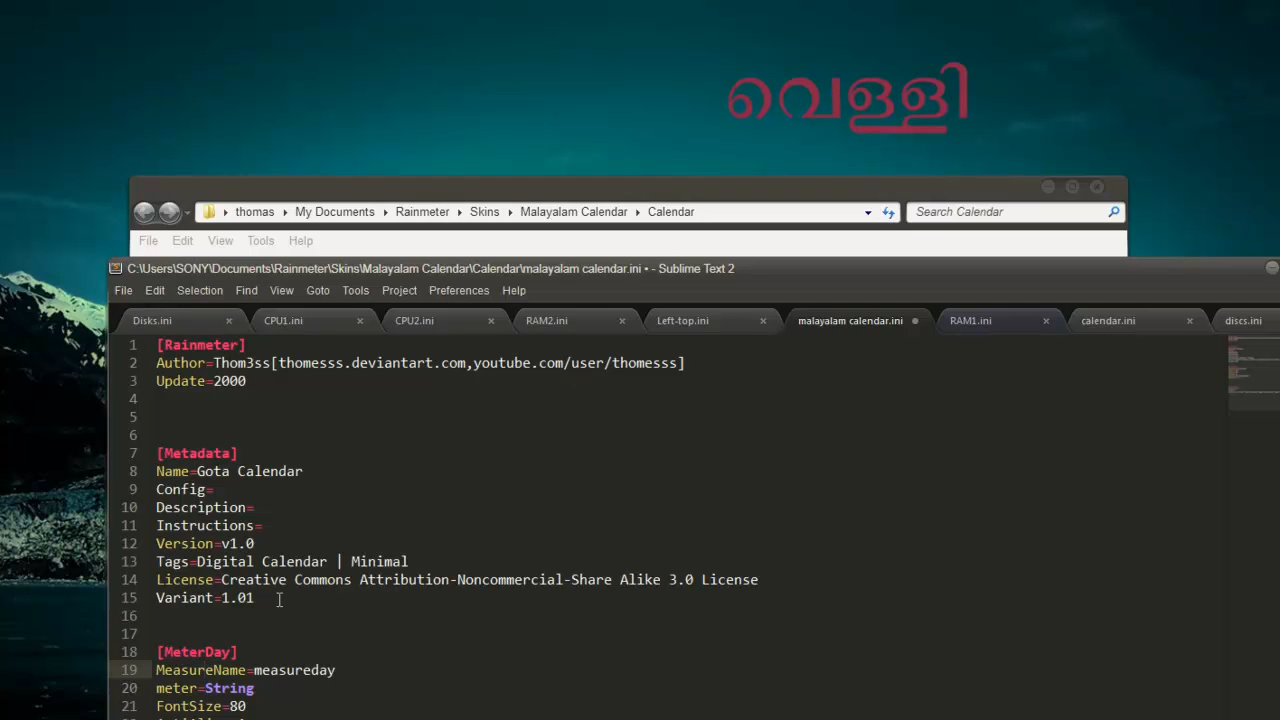 വെള്ളി
thomas My Documents Rainmeter Skins Malayalam Calendar Calendar Search Calendar
File Edit View Tools Help
C:\Users\SONY\Documents\Rainmeter\Skins\Malayalam Calendar\Calendar\malayalam calendar.ini • - Sublime Text 2
File Edit Selection Find View Goto Tools Project Preferences Help
Disks.ini CPU1.ini CPU2.ini RAM2.ini Left-top.ini malayalam calendar.ini RAM1.ini calendar.ini discs.ini
1 [Rainmeter]
2 Author=Thom3ss[thomesss.deviantart.com,youtube.com/user/thomesss]
3 Update=2000
4
5
6
7 [Metadata]
8 Name=Gota Calendar
9 Config=
10 Description=
11 Instructions=
12 Version=v1.0
13 Tags=Digital Calendar | Minimal
14 License=Creative Commons Attribution-Noncommercial-Share Alike 3.0 License
15 Variant=1.01
16
17
18 [MeterDay]
19 MeasureName=measureday
20 meter=String
21 FontSize=80